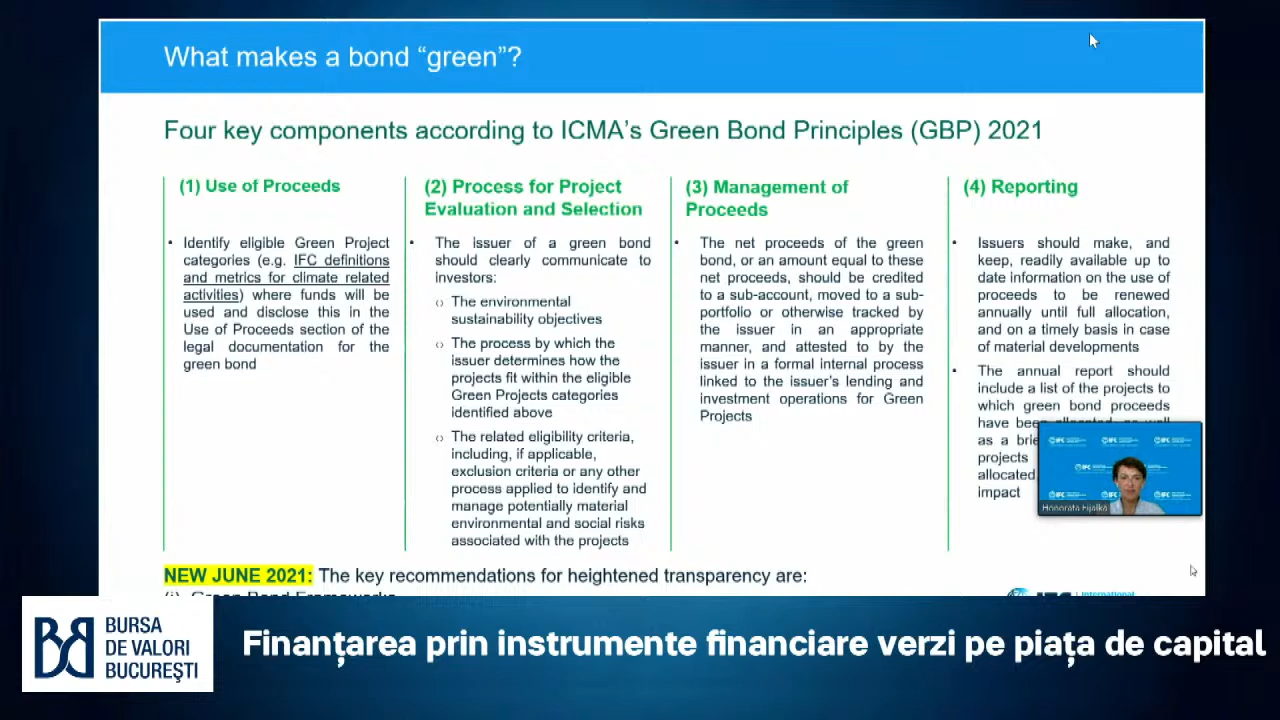 What makes a bond “green”?
Four key components according to ICMA’s Green Bond Principles (GBP) 2021
(1) Use of Proceeds
• Identify eligible Green Project
categories (e.g. IFC definitions
and metrics for climate related
activities) where funds will be
used and disclose this in the
Use of Proceeds section of the
legal documentation for the
green bond
(2) Process for Project
Evaluation and Selection
• The issuer of a green bond
should clearly communicate to
investors:
The environmental
sustainability objectives
The process by which the
issuer determines how the
projects fit within the eligible
Green Projects categories
identified above
The related eligibility criteria,
including, if applicable,
exclusion criteria or any other
process applied to identify and
manage potentially material
environmental and social risks
associated with the projects
(3) Management of
Proceeds
• The net proceeds of the green
bond, or an amount equal to these
net proceeds, should be credited
to a sub-account, moved to a sub-
portfolio or otherwise tracked by
the issuer in an appropriate
manner, and attested to by the
issuer in a formal internal process
linked to the issuer’s lending and
investment operations for Green
Projects
(4) Reporting
• Issuers should make, and
keep, readily available up to
date information on the use of
proceeds to be renewed
annually until full allocation,
and on a timely basis in case
of material developments
• The annual report should
include a list of the projects to
which green bond proceeds
have been allocated, as well
as a
projects
allocated,
impact
IFC
Honorata Fijalka
NEW JUNE 2021: The key recommendations for heightened transparency are:
(i) Green Bond Frameworks
IFC International
BURSA
DE VALORI
BUCUREŞTI
Finanțarea prin instrumente financiare verzi pe piața de capital